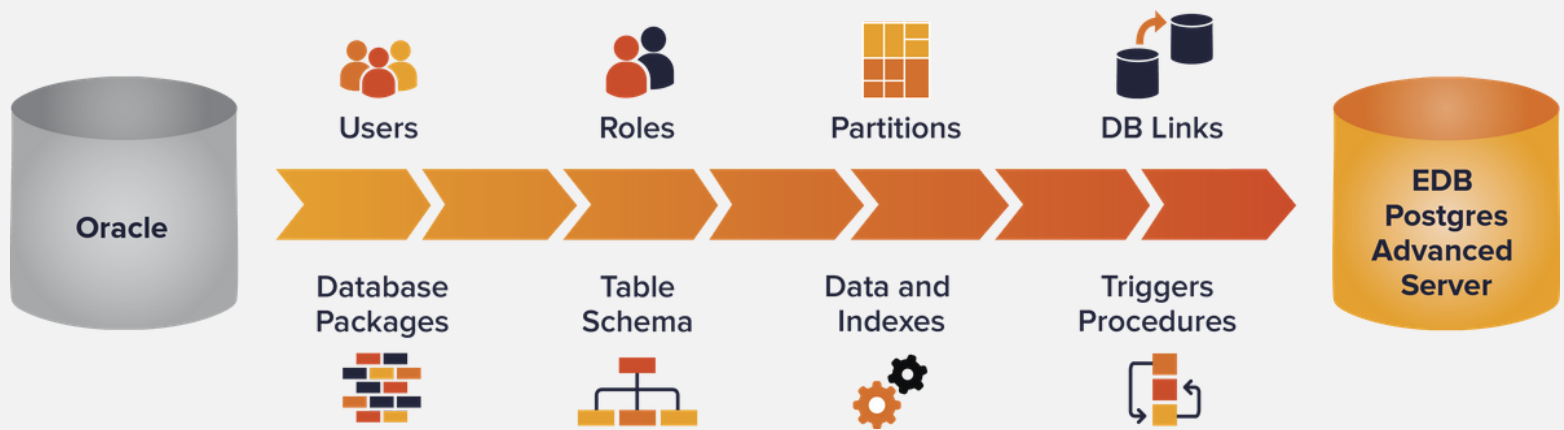 Users
Roles
Partitions
DB Links
Oracle
EDB
Postgres
Advanced
Server
Database
Packages
Table
Schema
Data and
Indexes
Triggers
Procedures